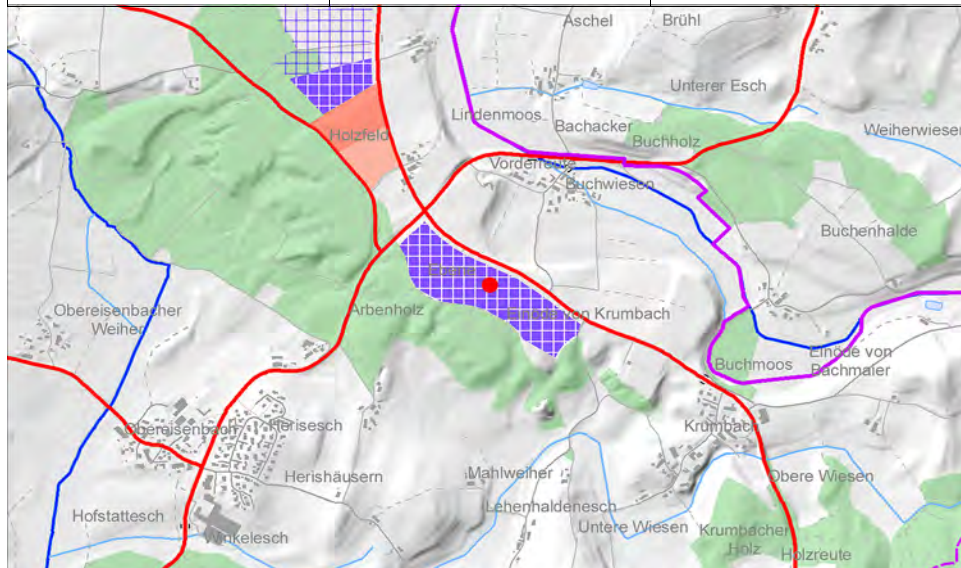 Aschel
Brühl
Unterer Esch
Lindenmoos
Bachacker
Buchholz
Weiherwiesen
Holzfeld
Vorderreute
Buchwiesen
Buchenhalde
Obereisenbacher
Weiher
Arbenholz
von Krumbach
Buchmoos
Einöde von
Bachmaier
Obereisenbach
Herisesch
Krumbach
Herishäusern
Mahlweiher
Obere Wiesen
Lehenhaldenesch
Hofstattesch
Untere Wiesen
Krumbacher
Holz
Winkelesch
Holzreute